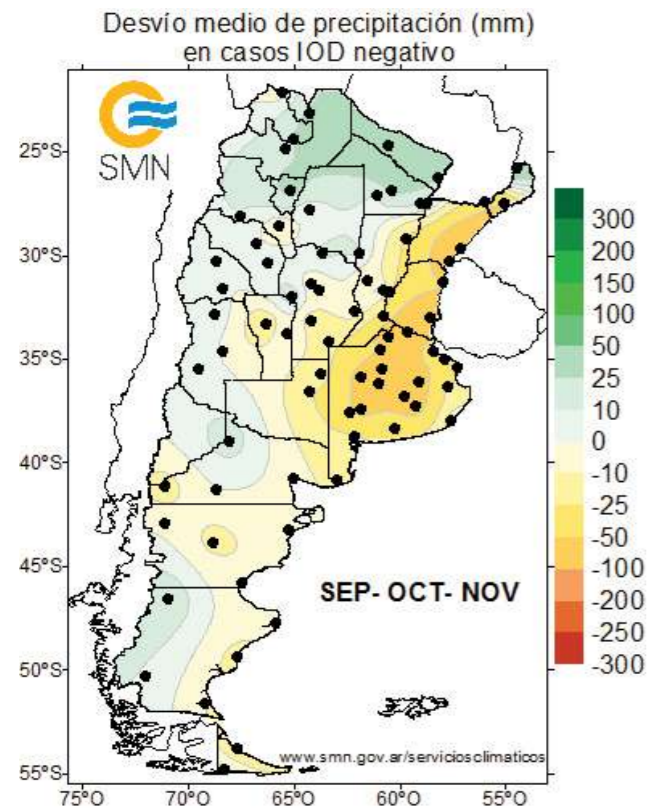 Desvío medio de precipitación (mm)
en casos IOD negativo
SMN
25°S
30°S
35°S
40°S
45°S
50°S
55°S
300
200
150
100
50
25
10
0
-10
-25
-50
-100
-200
-250
-300
SEP- OCT- NOV
www.smn.gov.ar/serviciosclimaticos
75°O 70°O 65°O 60°O 55°O